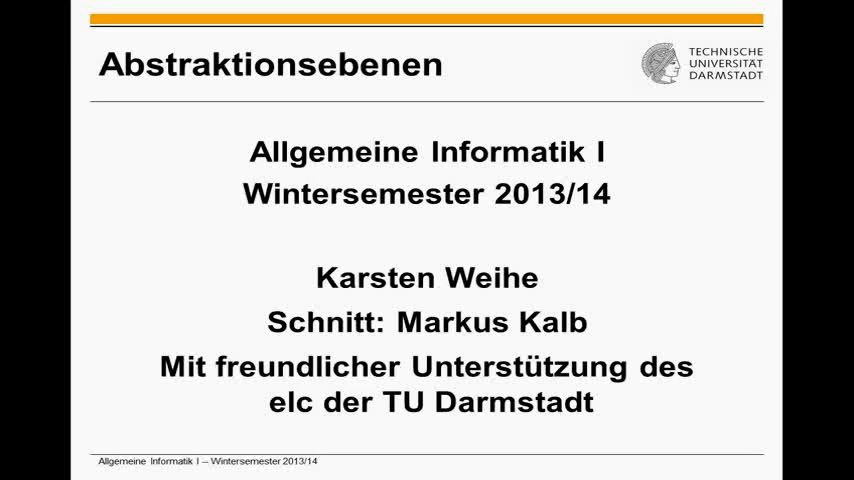 Abstraktionsebenen
TECHNISCHE
UNIVERSITÄT
DARMSTADT
Allgemeine Informatik I
Wintersemester 2013/14
Karsten Weihe
Schnitt: Markus Kalb
Mit freundlicher Unterstützung des
elc der TU Darmstadt
Allgemeine Informatik I – Wintersemester 2013/14